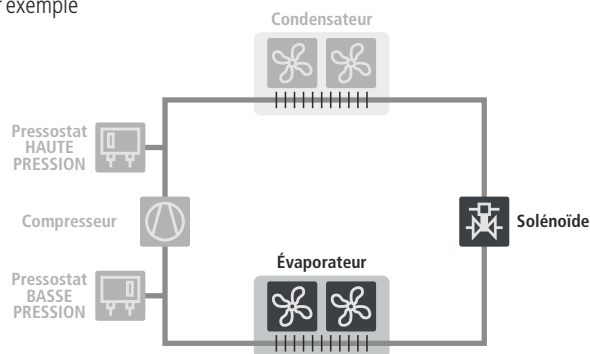 exemple
Condensateur
Pressostat
HAUTE
PRESSION
Compresseur
Solénoïde
Évaporateur
Pressostat
BASSE
PRESSION